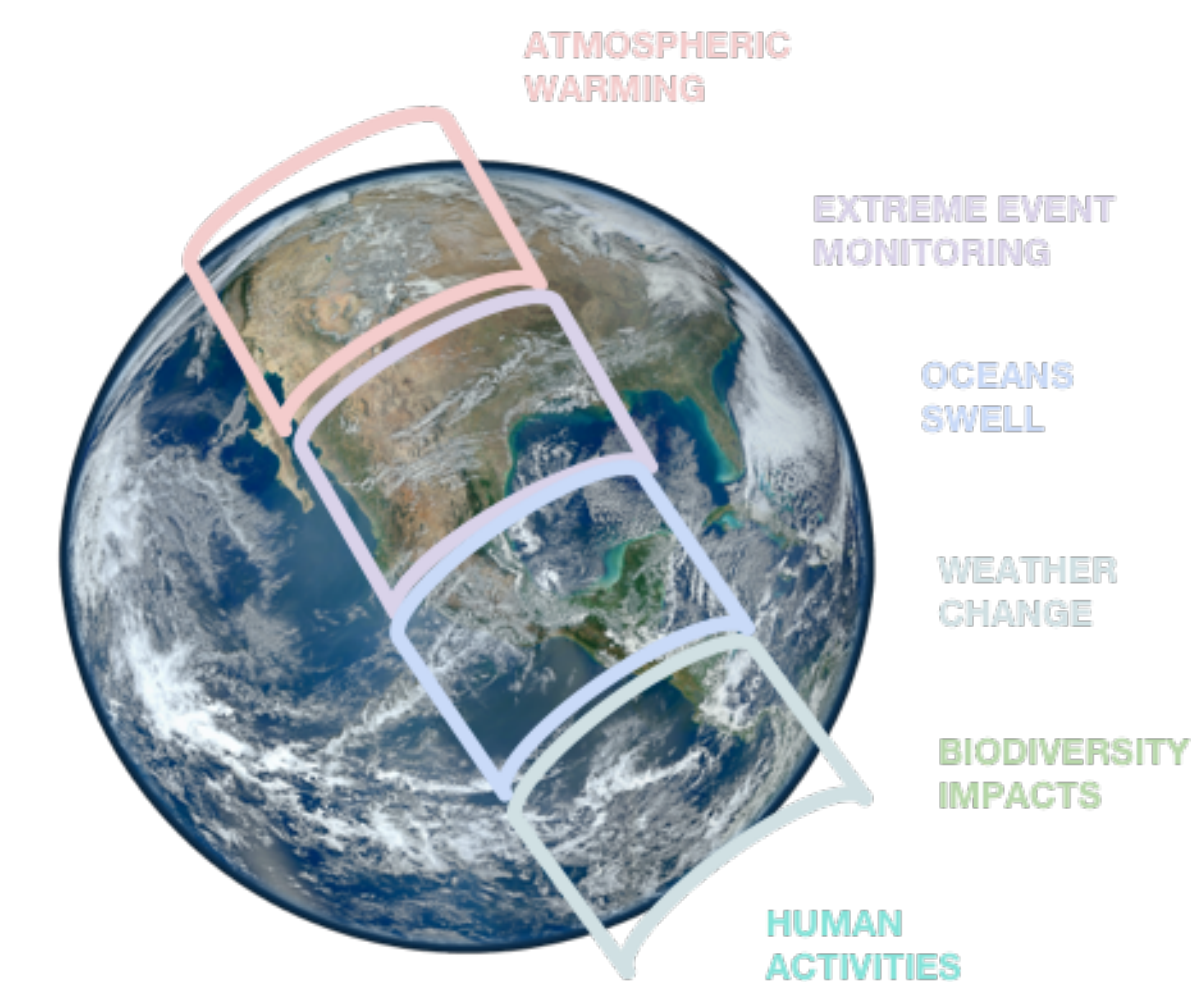 ATMOSPHERIC
WARMING
EXTREME EVENT
MONITORING
OCEANS
SWELL
WEATHER
CHANGE
BIODIVERSITY
IMPACTS
HUMAN
ACTIVITIES